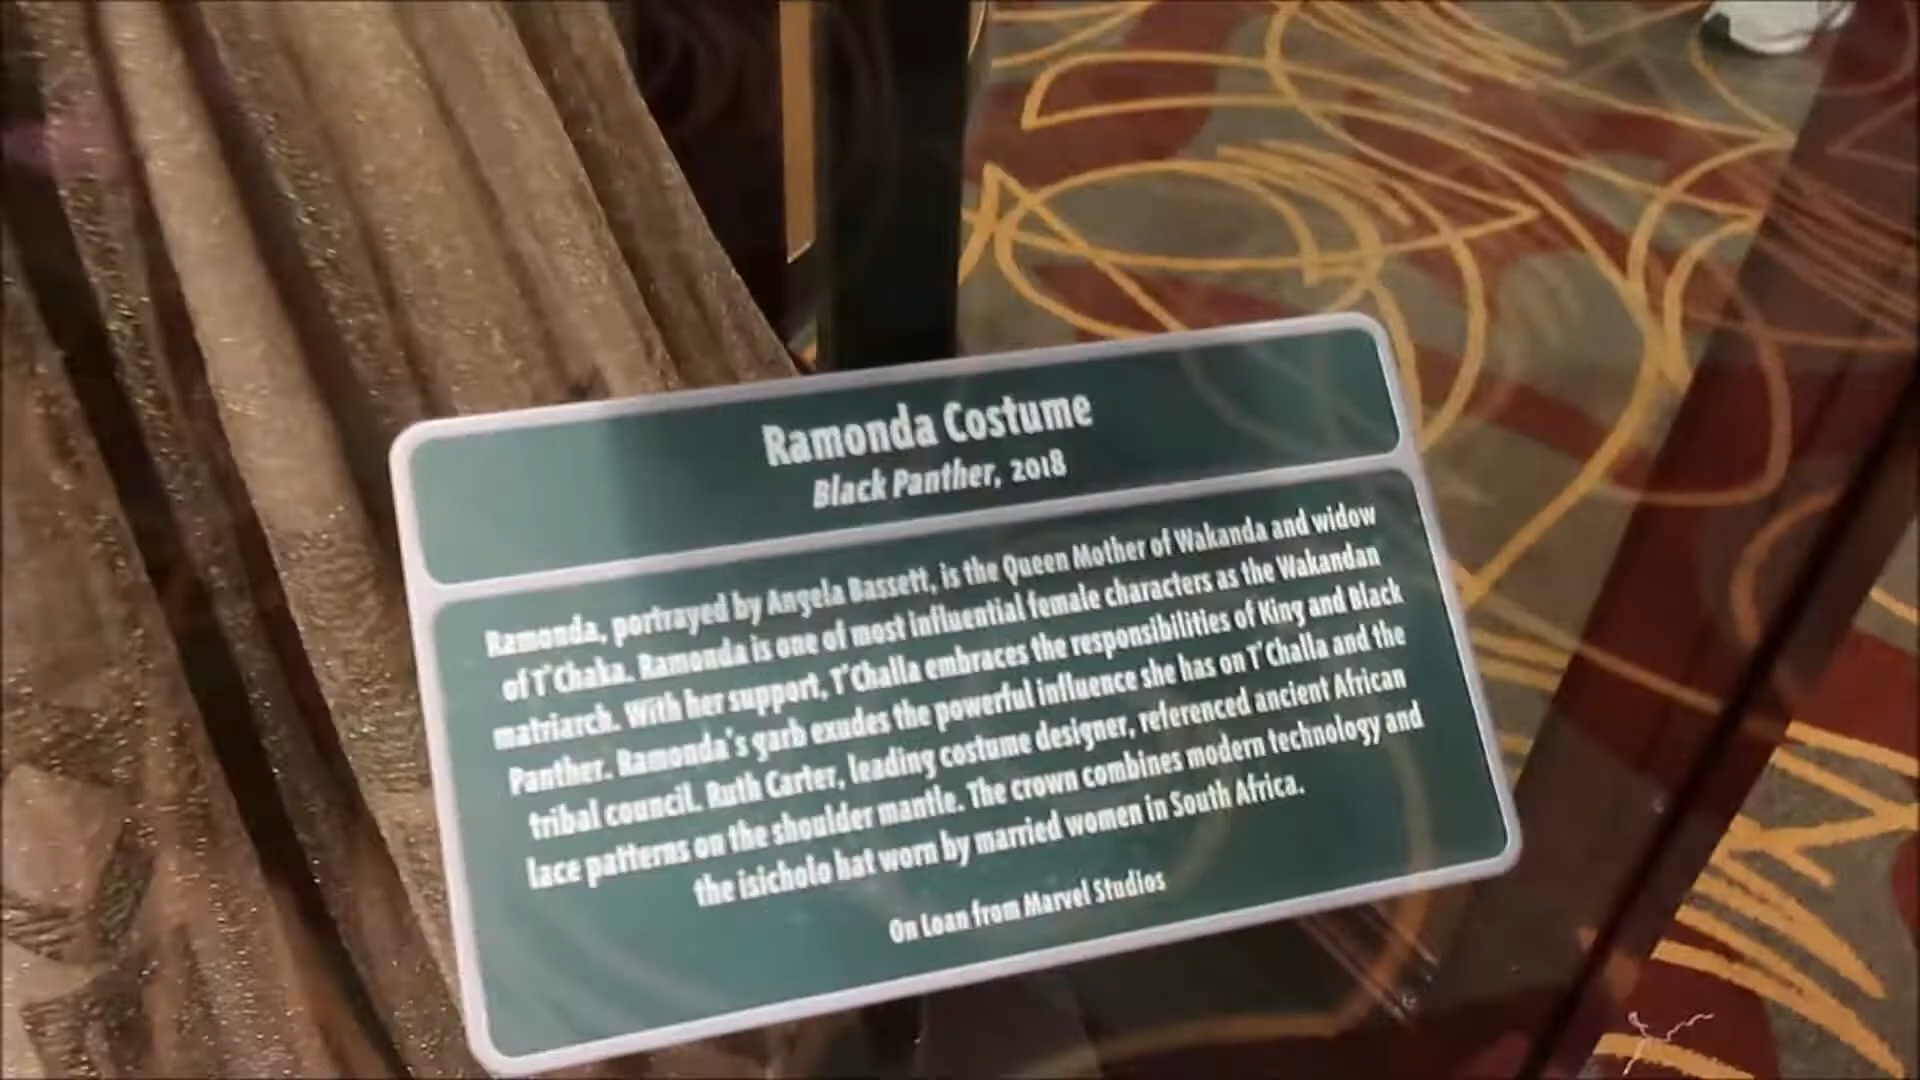 Ramonda Costume
Black Panther, 2018
Ramonda, portrayed by Angela Bassett, is the Queen Mother of Wakanda and widow
of T'Chaka. Ramonda is one of most influential female characters as the Wakandan
matriarch. With her support, T'Challa embraces the responsibilities of King and Black
Panther. Ramonda's garb exudes the powerful influence she has on T'Challa and the
tribal council. Ruth Carter, leading costume designer, referenced ancient African
lace patterns on the shoulder mantle. The crown combines modern technology and
the isicholo hat worn by married women in South Africa.
On Loan from Marvel Studios